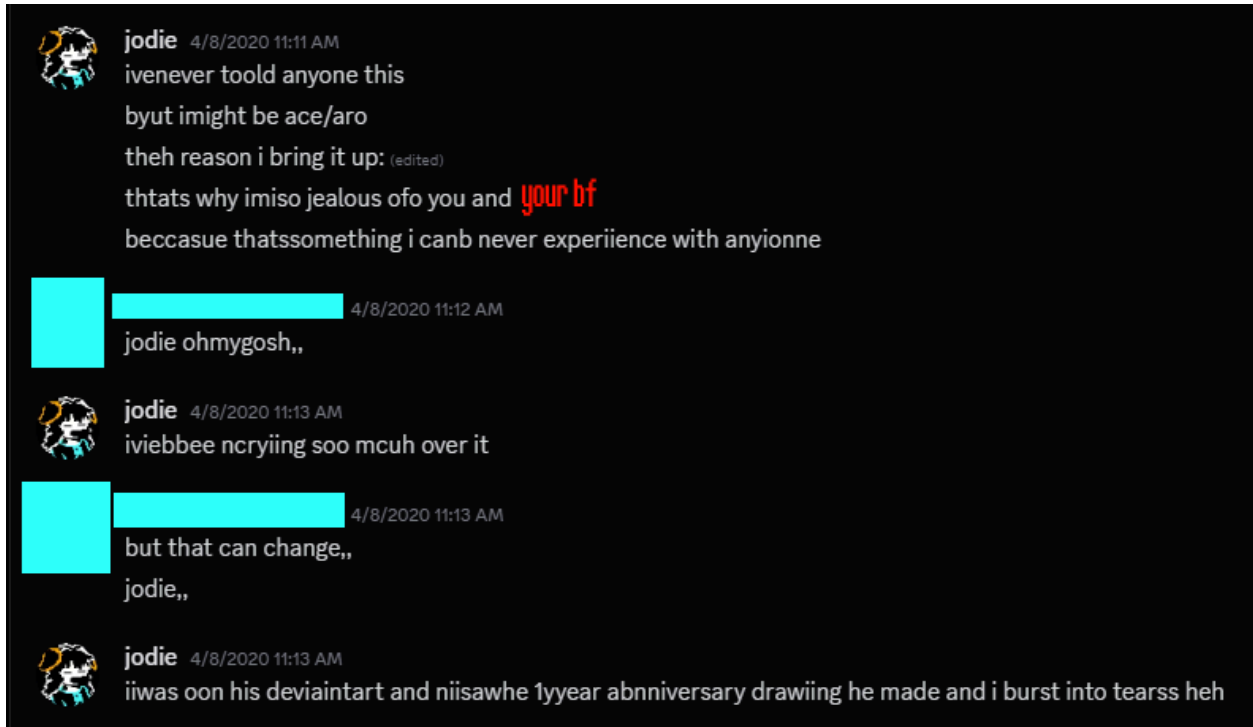 jodie 4/8/2020 11:11 AM
ivenever toold anyone this
byut imight be ace/aro
theh reason i bring it up: (edited)
thtats why imiso jealous ofo you and your bf
beccasue thatssomething i canb never experiience with anyionne
4/8/2020 11:12 AM
jodie ohmygosh,,
jodie 4/8/2020 11:13 AM
iviebbee ncryiing soo mcuh over it
4/8/2020 11:13 AM
but that can change,,
jodie,,
jodie 4/8/2020 11:13 AM
iiwas oon his deviaintart and niisawhe 1yyear abnniversary drawiing he made and i burst into tearss heh